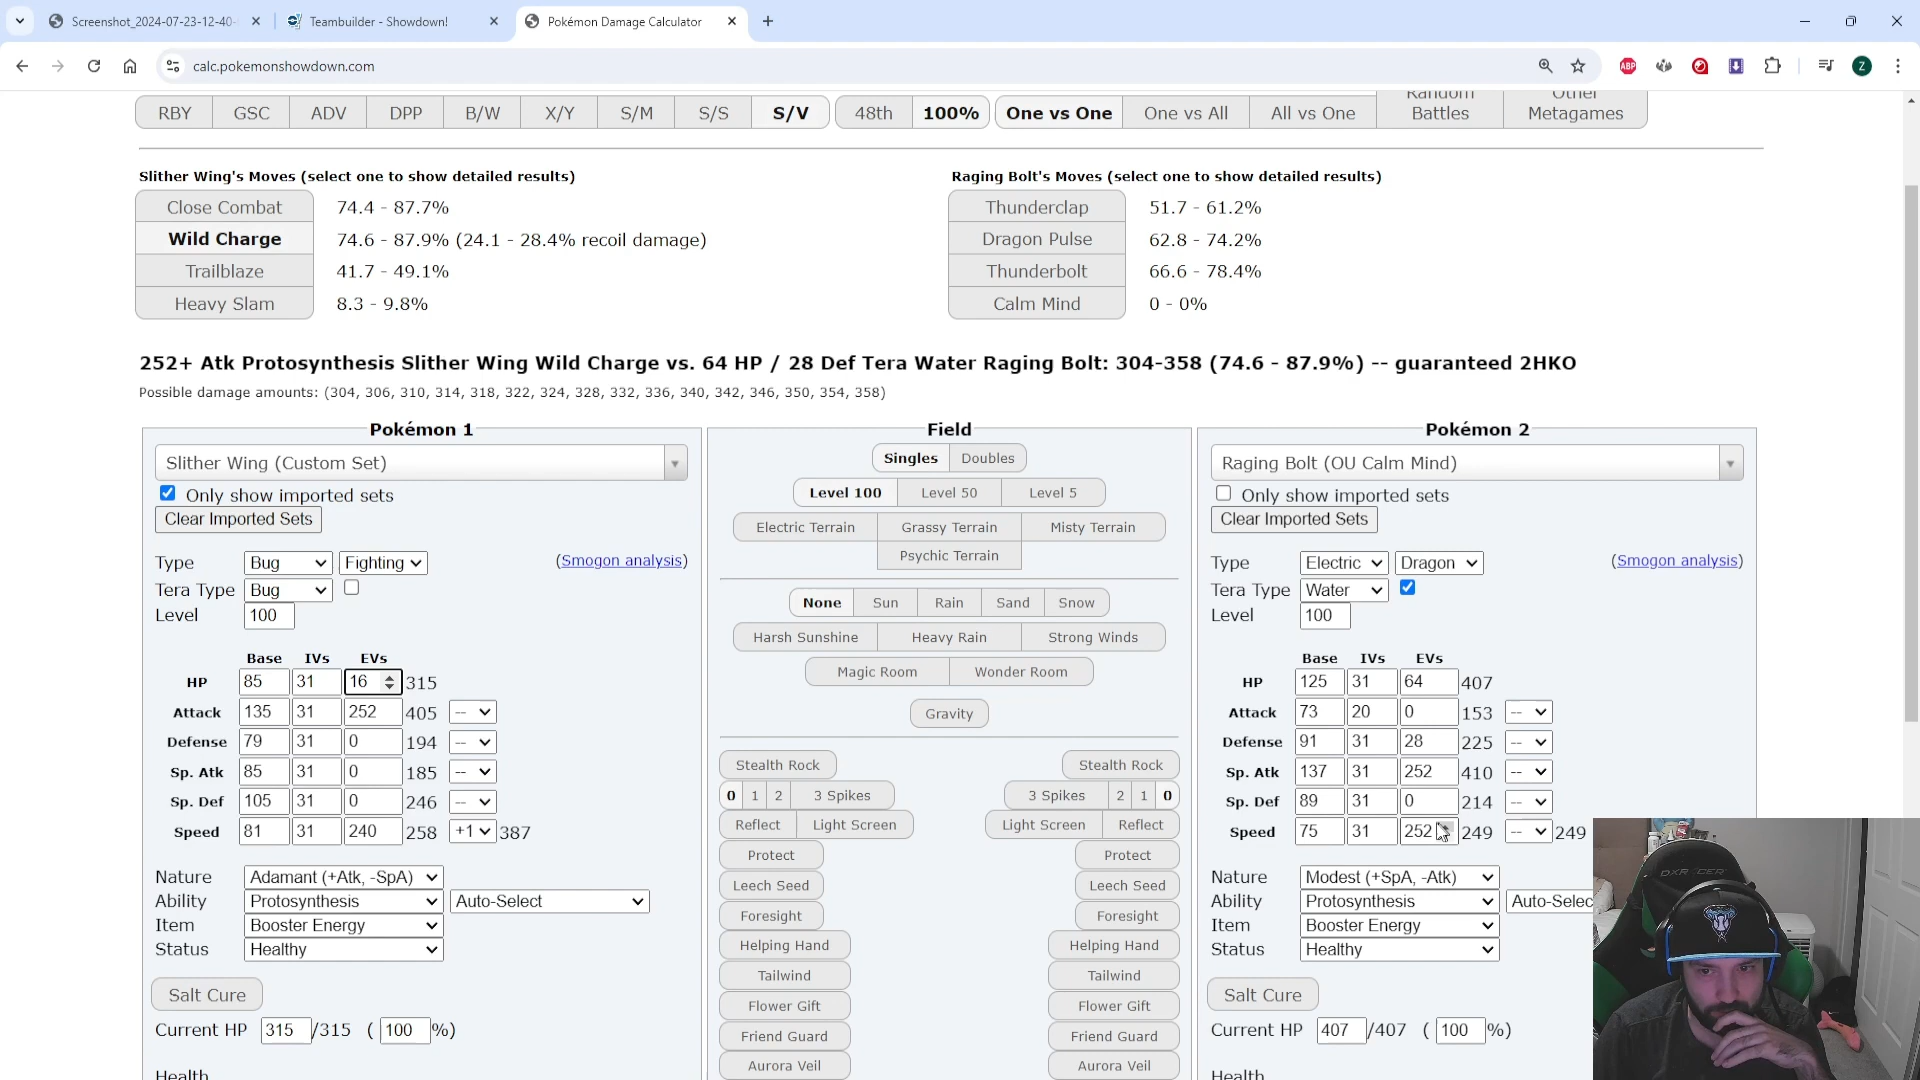 Screenshot_2024-07-23-12-40-
Teambuilder - Showdown!
Pokémon Damage Calculator
calc.pokemonshowdown.com
ABP
Z
RBY GSC ADV DPP B/W X/Y S/M S/S S/V 48th 100% One vs One One vs All All vs One Random Battles Other Metagames
Slither Wing's Moves (select one to show detailed results)
Close Combat 74.4 - 87.7%
Wild Charge 74.6 - 87.9% (24.1 - 28.4% recoil damage)
Trailblaze 41.7 - 49.1%
Heavy Slam 8.3 - 9.8%
Raging Bolt's Moves (select one to show detailed results)
Thunderclap 51.7 - 61.2%
Dragon Pulse 62.8 - 74.2%
Thunderbolt 66.6 - 78.4%
Calm Mind 0 - 0%
252+ Atk Protosynthesis Slither Wing Wild Charge vs. 64 HP / 28 Def Tera Water Raging Bolt: 304-358 (74.6 - 87.9%) -- guaranteed 2HKO
Possible damage amounts: (304, 306, 310, 314, 318, 322, 324, 328, 332, 336, 340, 342, 346, 350, 354, 358)
Pokémon 1
Slither Wing (Custom Set)
Only show imported sets
Clear Imported Sets
Type Bug Fighting (Smogon analysis)
Tera Type Bug
Level 100
Base IVs EVs
HP 85 31 16 315
Attack 135 31 252 405 --
Defense 79 31 0 194 --
Sp. Atk 85 31 0 185 --
Sp. Def 105 31 0 246 --
Speed 81 31 240 258 +1 387
Nature Adamant (+Atk, -SpA)
Ability Protosynthesis Auto-Select
Item Booster Energy
Status Healthy
Salt Cure
Current HP 315 /315 ( 100 %)
Health
Field
Singles Doubles
Level 100 Level 50 Level 5
Electric Terrain Grassy Terrain Misty Terrain
Psychic Terrain
None Sun Rain Sand Snow
Harsh Sunshine Heavy Rain Strong Winds
Magic Room Wonder Room
Gravity
Stealth Rock Stealth Rock
0 1 2 3 Spikes 3 Spikes 2 1 0
Reflect Light Screen Light Screen Reflect
Protect Protect
Leech Seed Leech Seed
Foresight Foresight
Helping Hand Helping Hand
Tailwind Tailwind
Flower Gift Flower Gift
Friend Guard Friend Guard
Aurora Veil Aurora Veil
Pokémon 2
Raging Bolt (OU Calm Mind)
Only show imported sets
Clear Imported Sets
Type Electric Dragon (Smogon analysis)
Tera Type Water
Level 100
Base IVs EVs
HP 125 31 64 407
Attack 73 20 0 153 --
Defense 91 31 28 225 --
Sp. Atk 137 31 252 410 --
Sp. Def 89 31 0 214 --
Speed 75 31 252 249 -- 249
Nature Modest (+SpA, -Atk)
Ability Protosynthesis Auto-Selec
Item Booster Energy
Status Healthy
Salt Cure
Current HP 407 /407 ( 100 %)
Health